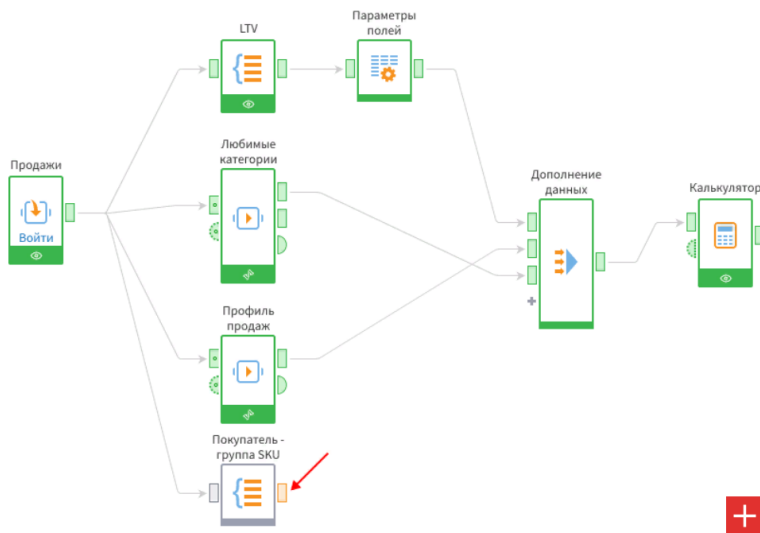 LTV
Параметры
полей
Любимые
категории
Продажи
Войти
Дополнение
данных
Калькулятор
Профиль
продаж
Покупатель -
группа SKU